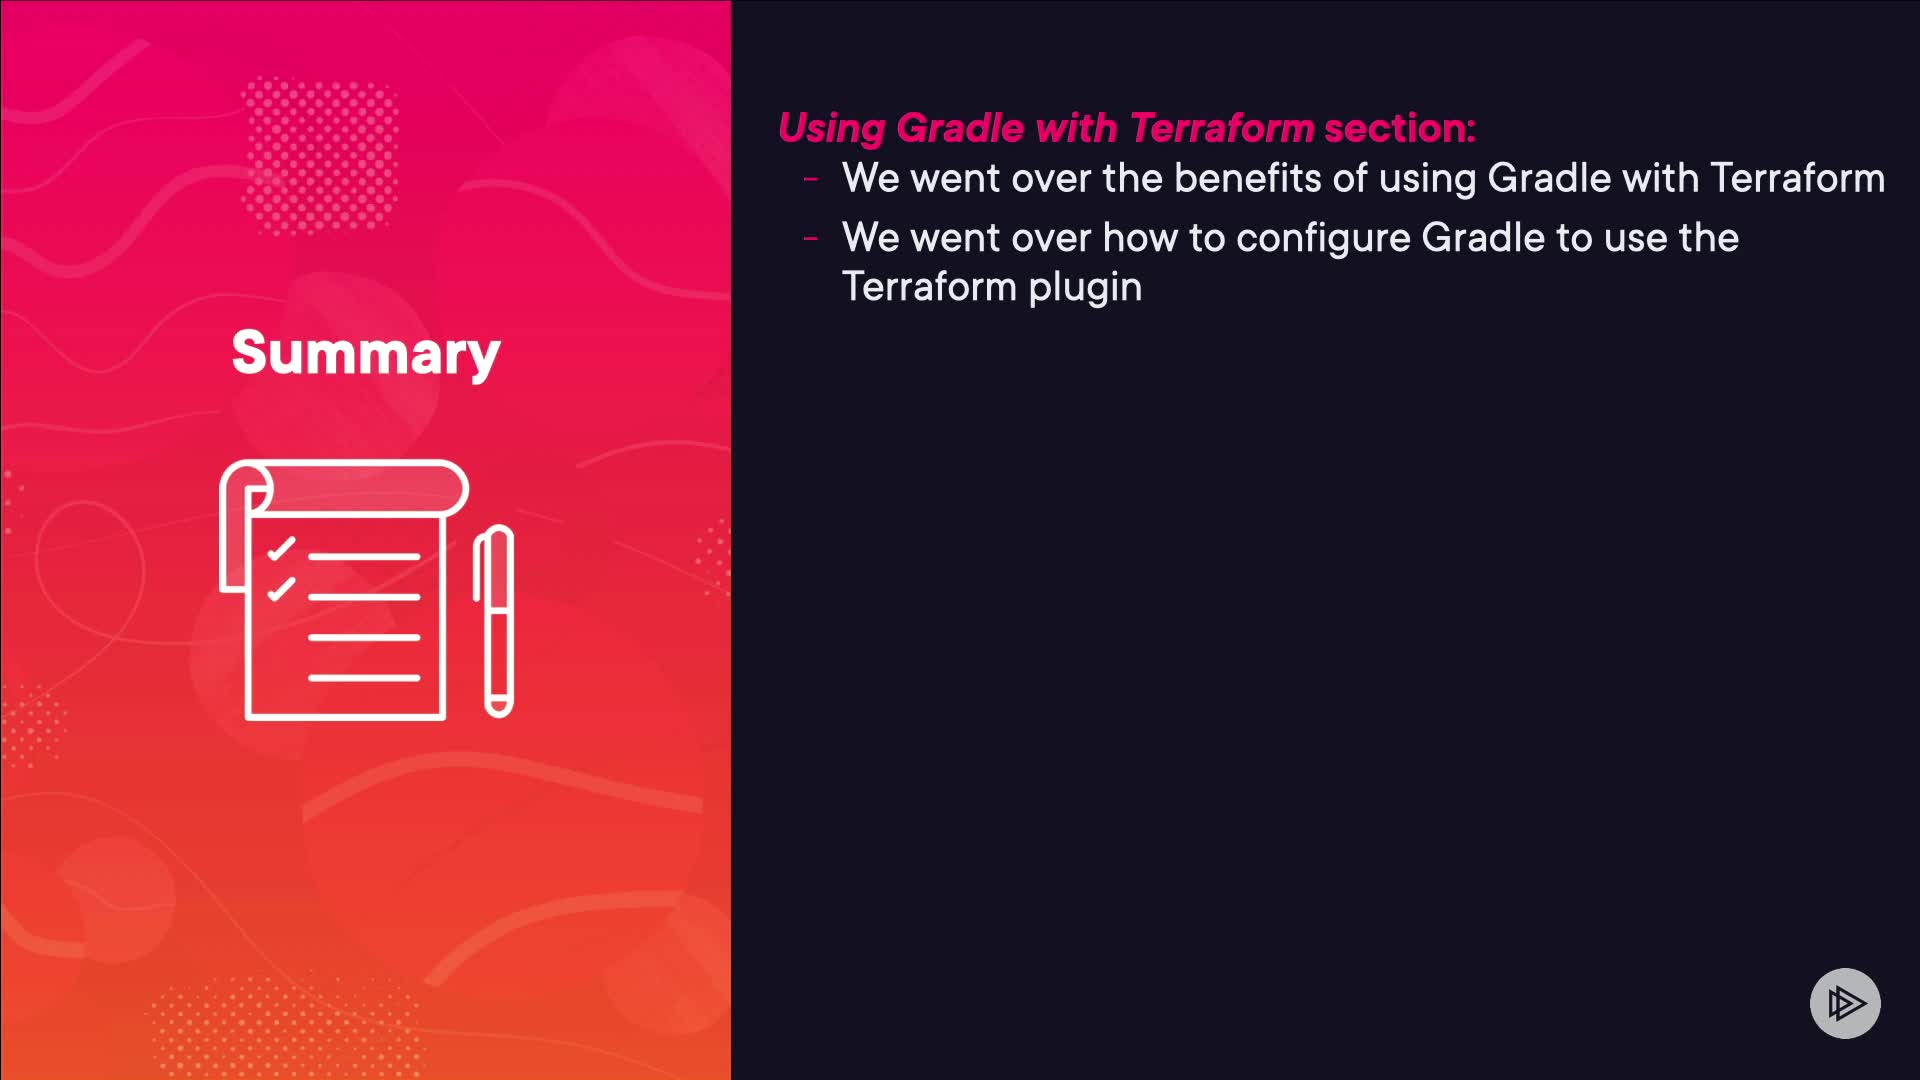 Summary
Using Gradle with Terraform section:
- We went over the benefits of using Gradle with Terraform
- We went over how to configure Gradle to use the
Terraform plugin